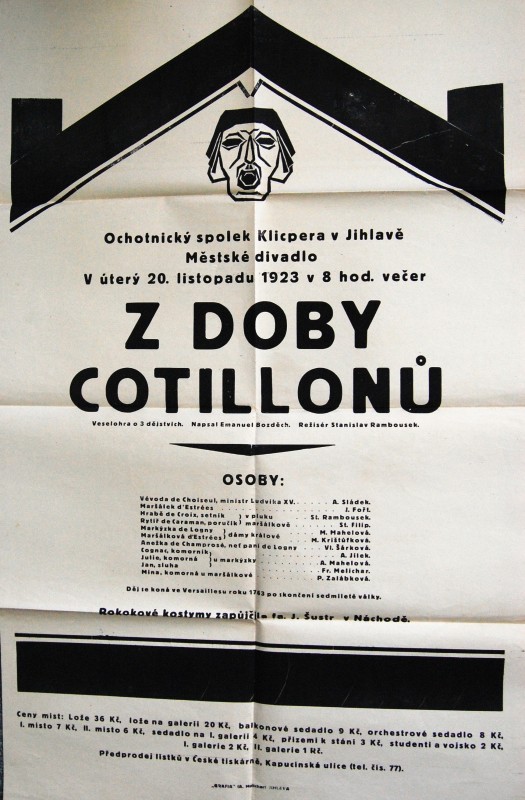 Ochotnický spolek Klicpera v Jihlavě
Městské divadlo
V úterý 20. listopadu 1923 v 8 hod. večer
Z DOBY
COTILLONŮ
Veselohra o 3 dějstvich. Napsal Emanuel Bozděch. Režisér Stanislav Rambousek.
OSOBY:
Vévoda de Choiseul, ministr Ludvíka XV. . . . . . . A. Sládek.
Maršálek d'Estrées . . . . . . J. Fořl.
Hrabě de Croix, setník } v pluku . . . . . St. Rambousek.
Rytíř de Caraman, poručík } maršálkově . . . . . St. Filip.
Markýzka de Logny } dámy králové . . . . . M. Mahelová.
Maršálková d'Estrées } . . . . . M. Krištůfková.
Anežka de Champrosé, neť paní de Logny . . . Vl. Šárková.
Cognac, komorník } . . . . . A. Jílek.
Julie, komorná } u markýzky . . . . . A. Mahelová.
Jan, sluha } . . . . . Fr. Melichar.
Mina, komorná u maršálkové . . . . . P. Zalábková.
Děj se koná ve Versaillesu roku 1763 po skončení sedmileté války.
Rokokové kostymy zapůjčila fa. J. Šustr v Náchodě.
Ceny míst: Lože 36 Kč, lože na galerii 20 Kč, balkonové sedadlo 9 Kč, orchestrové sedadlo 8 Kč,
I. místo 7 Kč, II. místo 6 Kč, sedadlo na I. galerii 4 Kč, přízemí k stání 3 Kč, studenti a vojsko 2 Kč,
I. galerie 2 Kč, II. galerie 1 Kč.
Předprodej lístků v České tiskárně, Kapucínská ulice (tel. čís. 77).